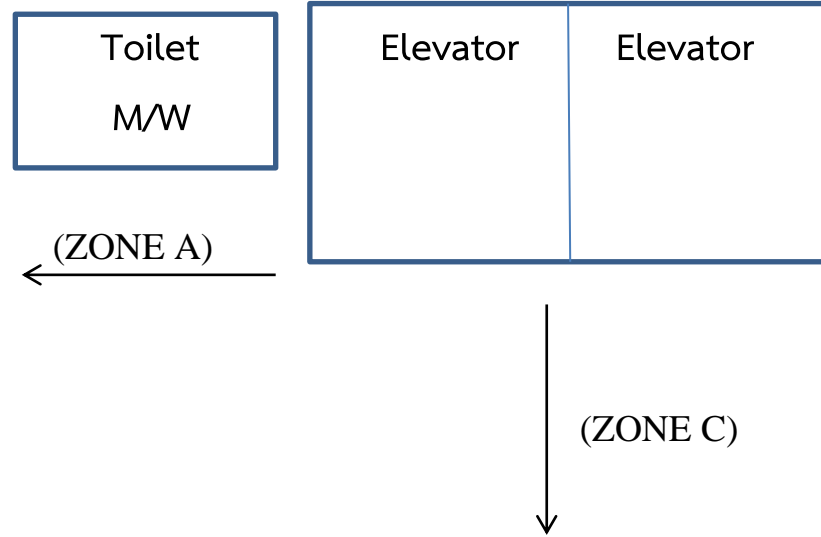 Toilet
M/W
Elevator
Elevator
(ZONE A)
(ZONE C)